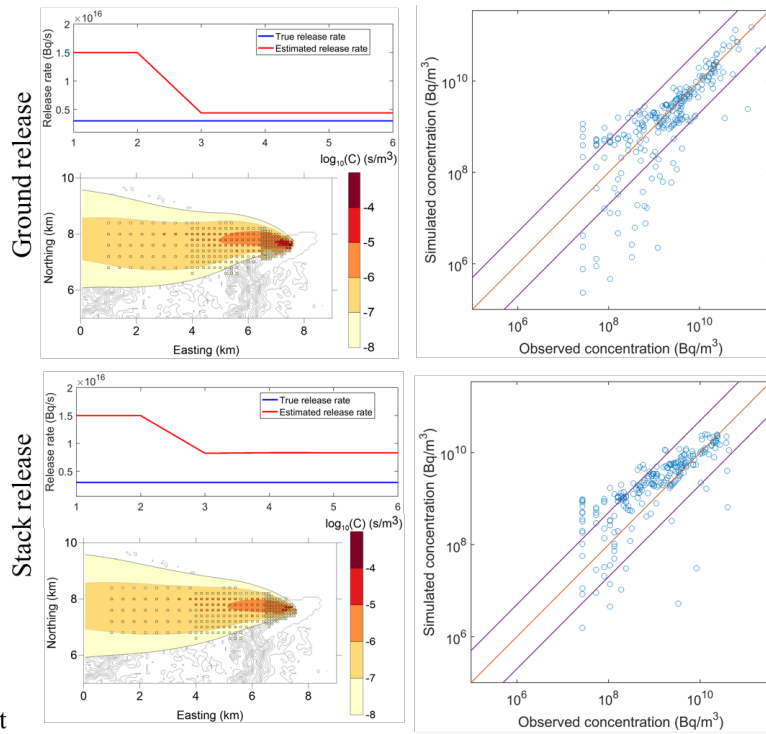 Ground release
×10^16
2
1.5
1
0.5
Release rate (Bq/s)
True release rate
Estimated release rate
1 2 3 4 5 6
log10(C) (s/m³)
10
8
6
Northing (km)
0 2 4 6 8
Easting (km)
-4
-5
-6
-7
-8
Simulated concentration (Bq/m³)
10^10
10^8
10^6
10^6 10^8 10^10
Observed concentration (Bq/m³)
Stack release
×10^16
2
1.5
1
0.5
Release rate (Bq/s)
True release rate
Estimated release rate
1 2 3 4 5 6
log10(C) (s/m³)
10
8
6
Northing (km)
0 2 4 6 8
Easting (km)
-4
-5
-6
-7
-8
Simulated concentration (Bq/m³)
10^10
10^8
10^6
10^6 10^8 10^10
Observed concentration (Bq/m³)
t